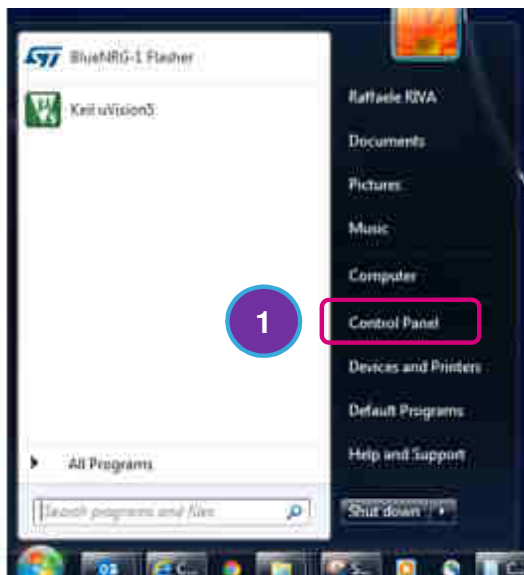 BlueNRG-1 Flasher
Keil uVision5
All Programs
Search programs and files
Raffaele RIVA
Documents
Pictures
Music
Computer
1
Control Panel
Devices and Printers
Default Programs
Help and Support
Shut down